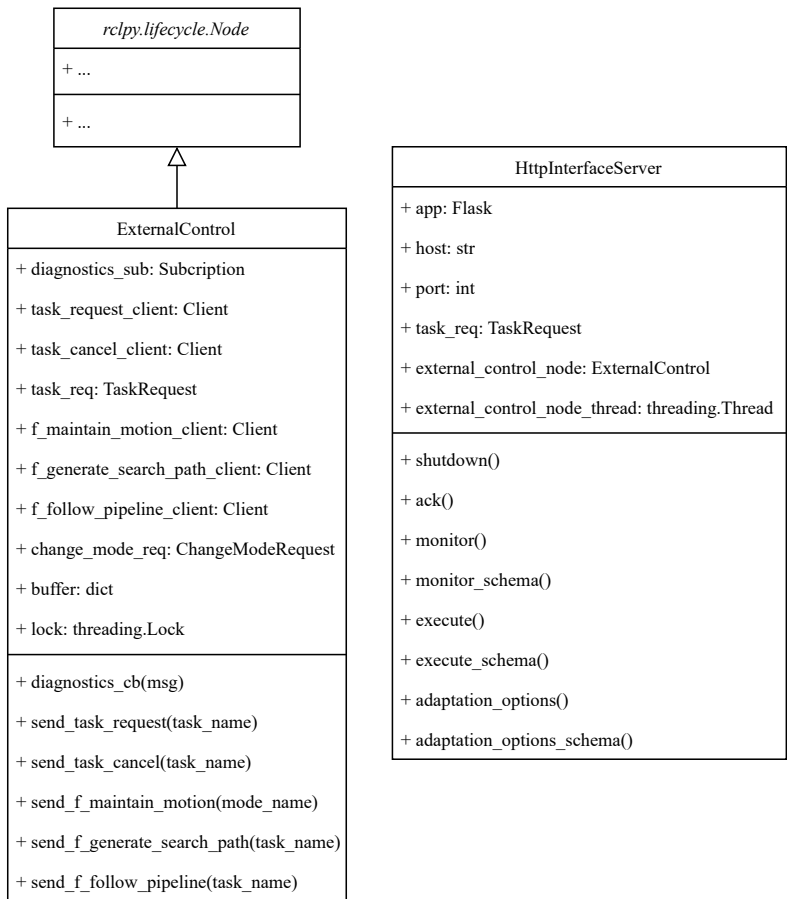 rclpy.lifecycle.Node
+ ...
+ ...
ExternalControl
+ diagnostics_sub: Subcription
+ task_request_client: Client
+ task_cancel_client: Client
+ task_req: TaskRequest
+ f_maintain_motion_client: Client
+ f_generate_search_path_client: Client
+ f_follow_pipeline_client: Client
+ change_mode_req: ChangeModeRequest
+ buffer: dict
+ lock: threading.Lock
+ diagnostics_cb(msg)
+ send_task_request(task_name)
+ send_task_cancel(task_name)
+ send_f_maintain_motion(mode_name)
+ send_f_generate_search_path(task_name)
+ send_f_follow_pipeline(task_name)
HttpInterfaceServer
+ app: Flask
+ host: str
+ port: int
+ task_req: TaskRequest
+ external_control_node: ExternalControl
+ external_control_node_thread: threading.Thread
+ shutdown()
+ ack()
+ monitor()
+ monitor_schema()
+ execute()
+ execute_schema()
+ adaptation_options()
+ adaptation_options_schema()